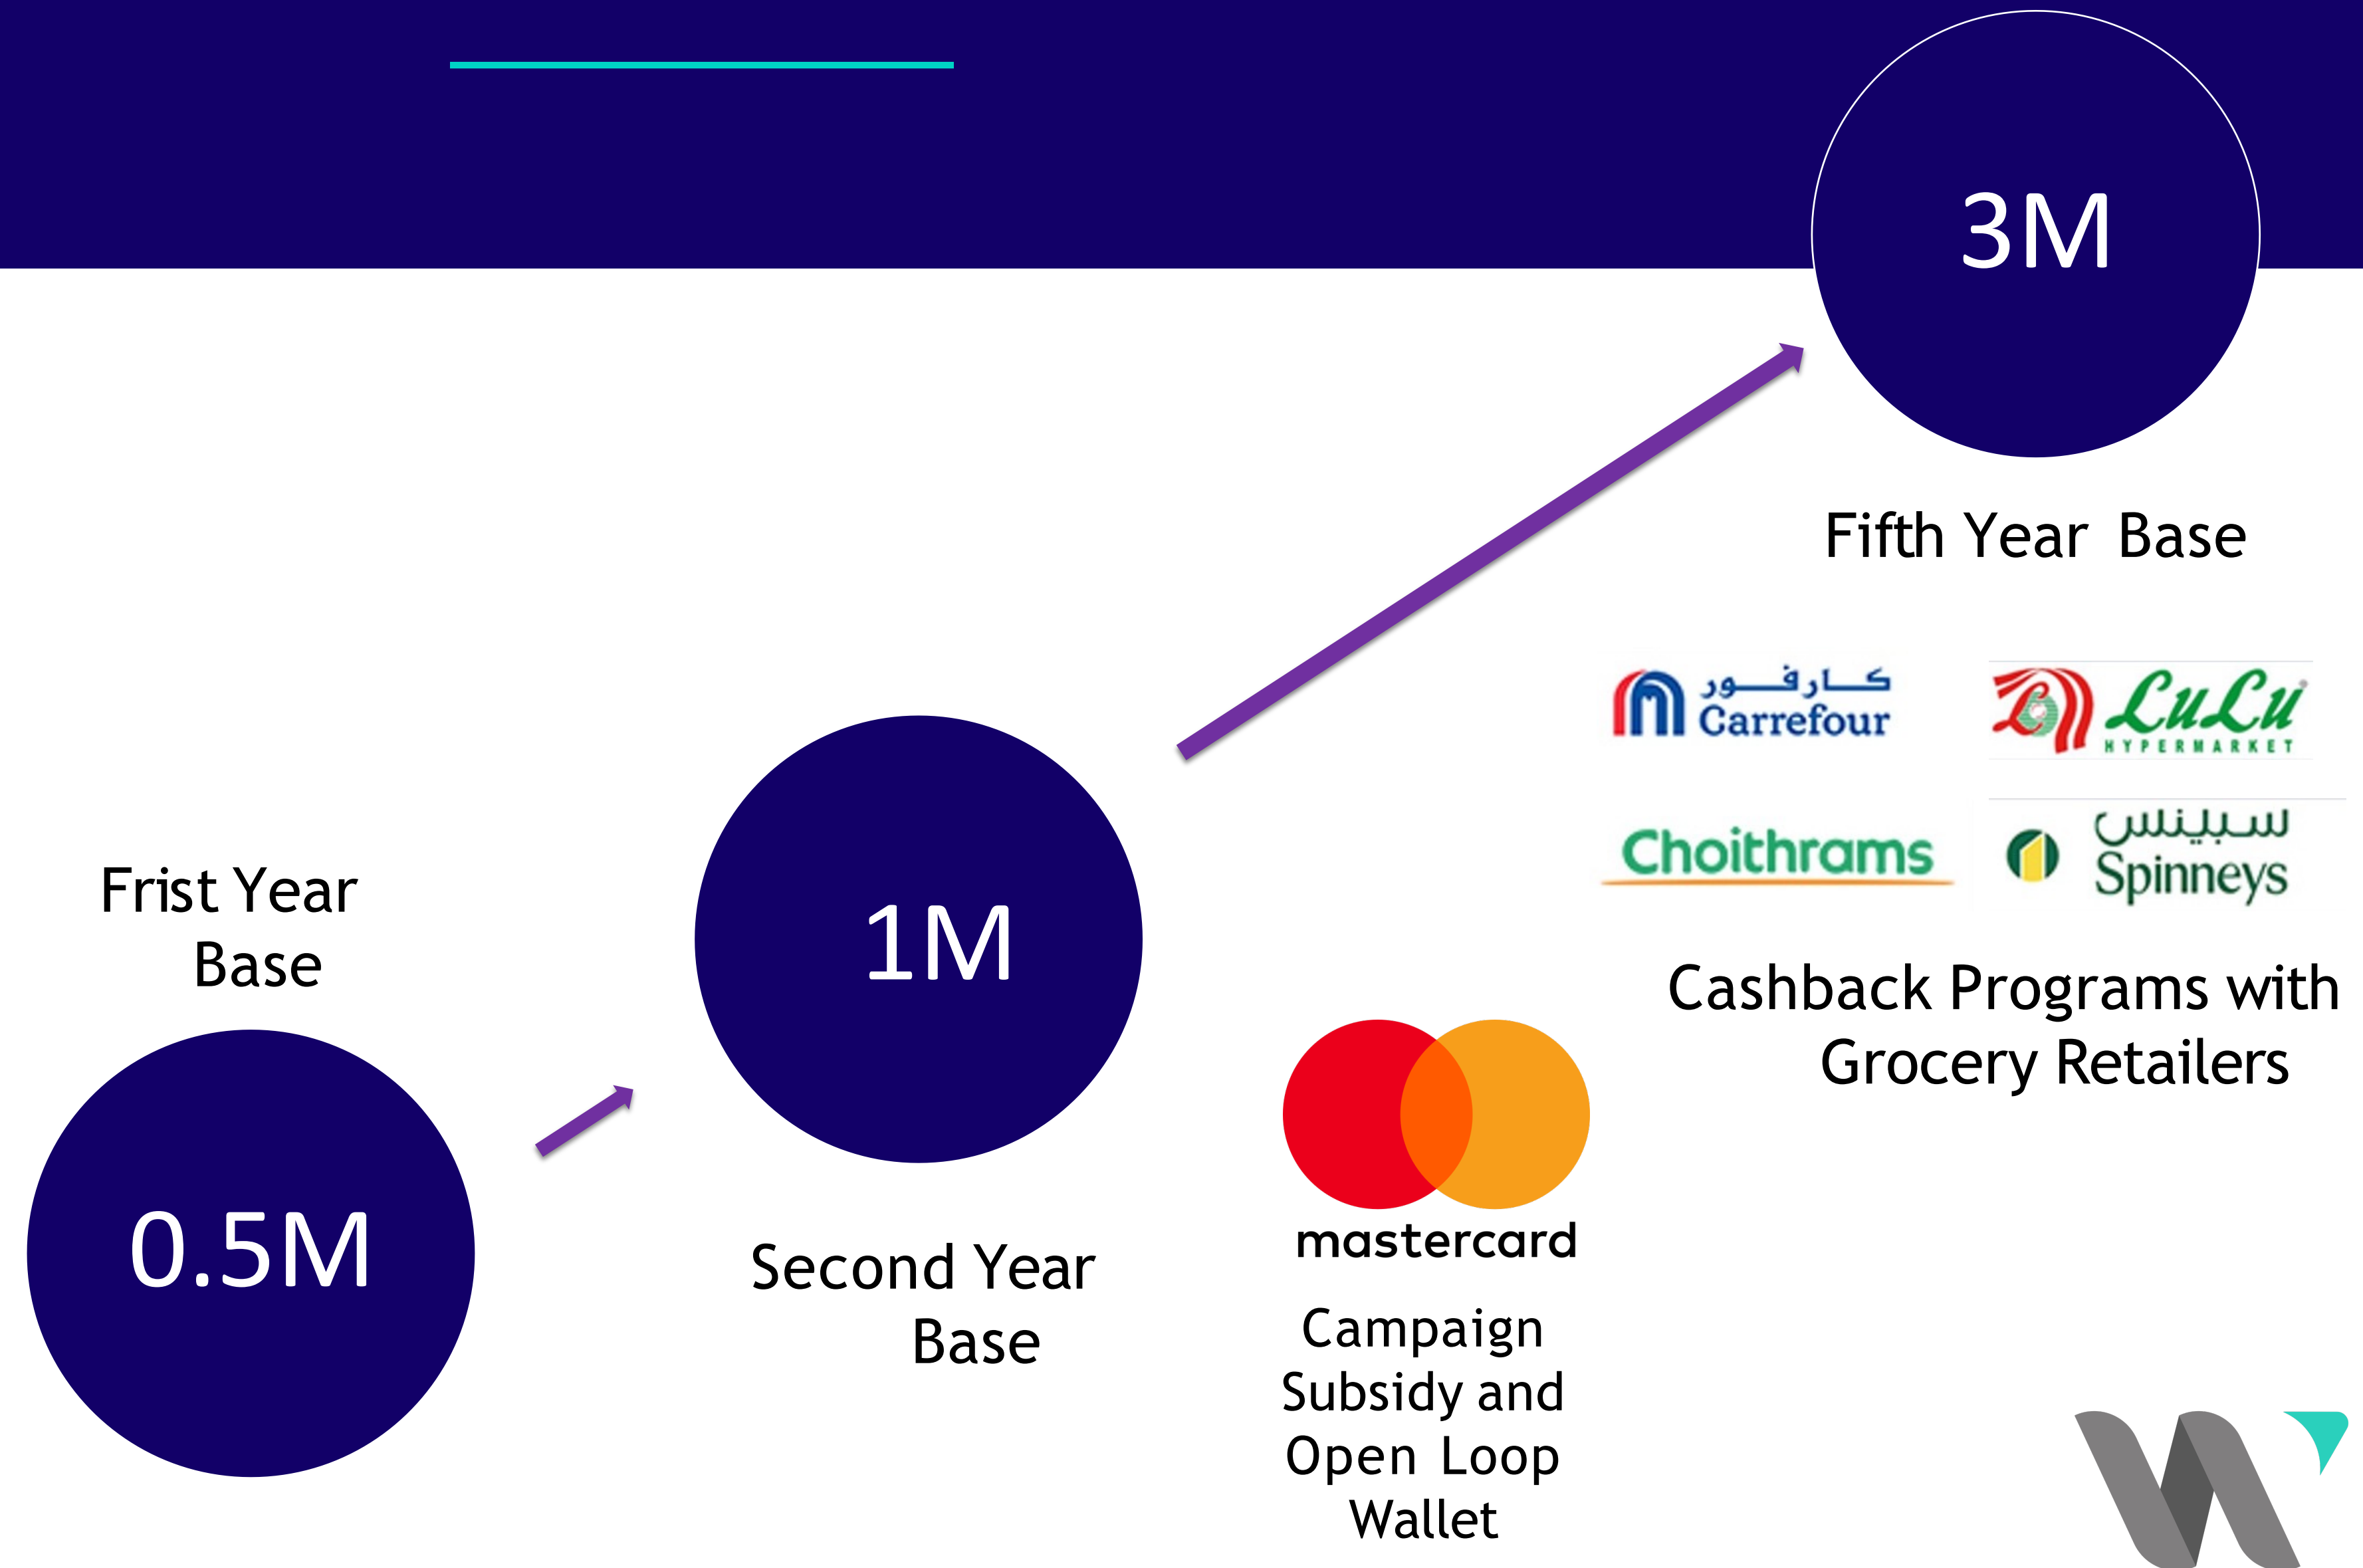 3M
Fifth Year Base
كارفور
Carrefour
LuLu
HYPERMARKET
Choithrams
سبينس
Spinneys
Cashback Programs with
Grocery Retailers
1M
Second Year
Base
Frist Year
Base
0.5M
mastercard
Campaign
Subsidy and
Open Loop
Wallet